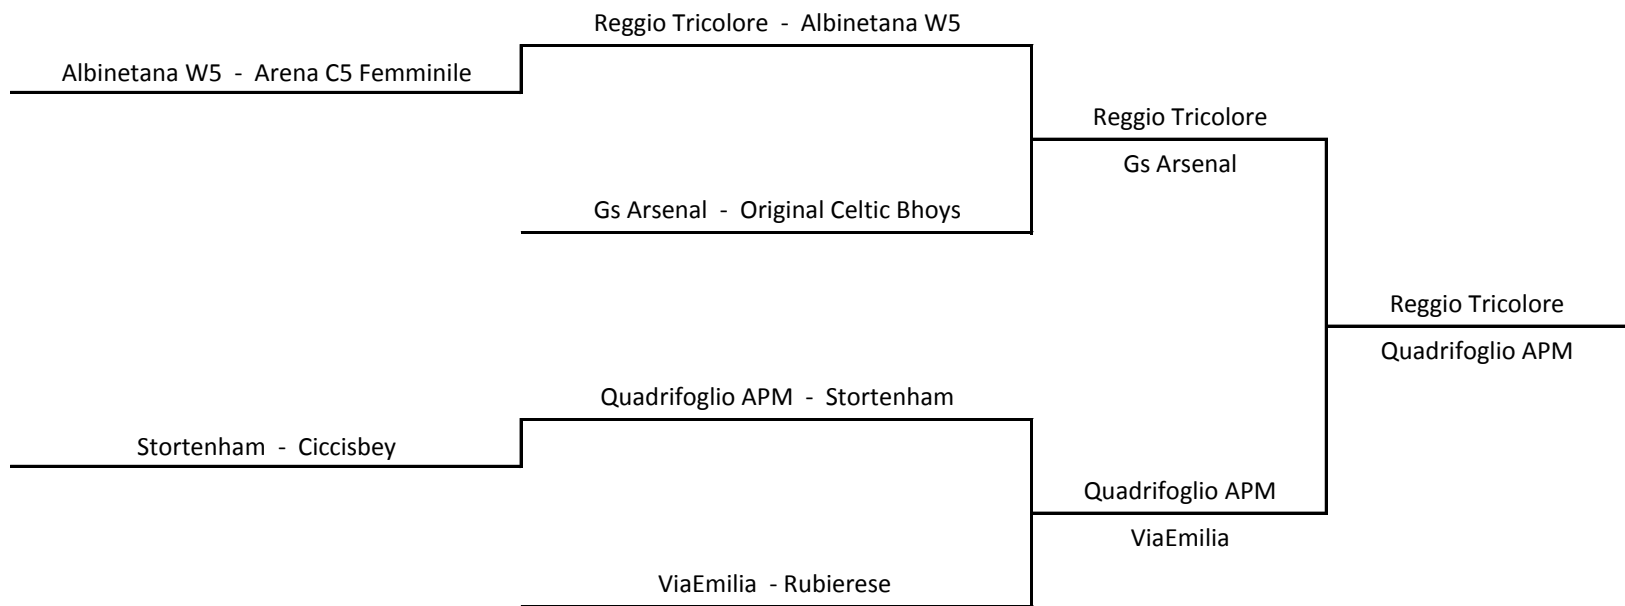 Reggio Tricolore - Albinetana W5
Albinetana W5 - Arena C5 Femminile
Reggio Tricolore
Gs Arsenal
Gs Arsenal - Original Celtic Bhoys
Reggio Tricolore
Quadrifoglio APM
Quadrifoglio APM - Stortenham
Stortenham - Ciccisbey
Quadrifoglio APM
ViaEmilia
ViaEmilia - Rubierese